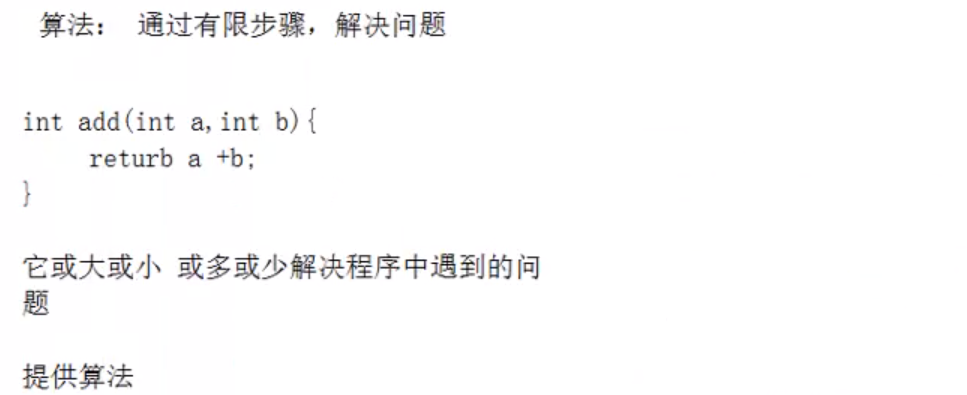 算法： 通过有限步骤，解决问题
int add(int a,int b){
returb a +b;
}
它或大或小 或多或少解决程序中遇到的问
题
提供算法